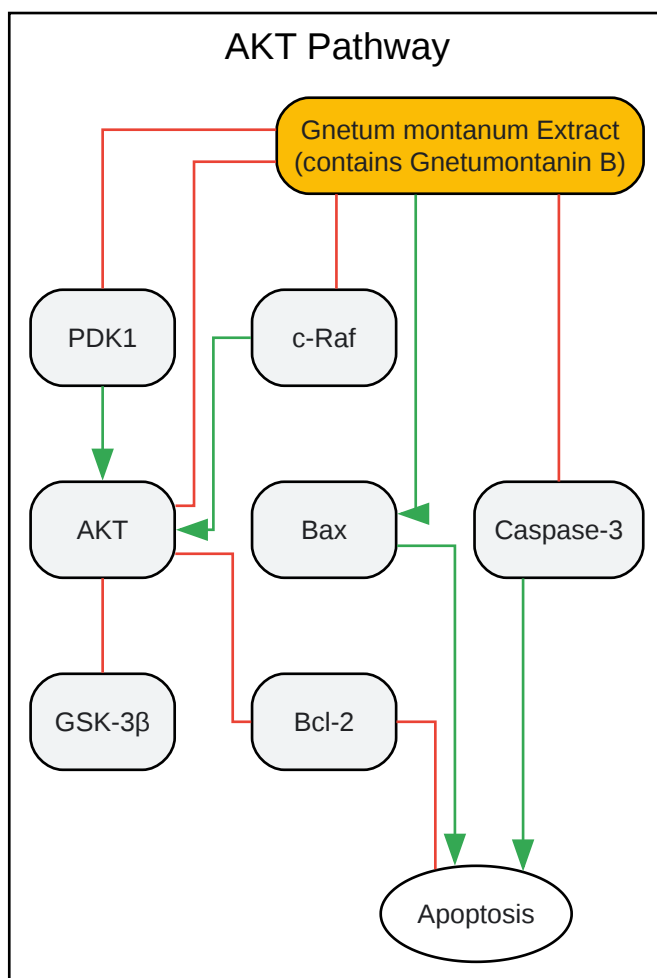 AKT Pathway
Gnetum montanum Extract
(contains Gnetumontanin B)
PDK1
c-Raf
AKT
Bax
Caspase-3
GSK-3β
Bcl-2
Apoptosis